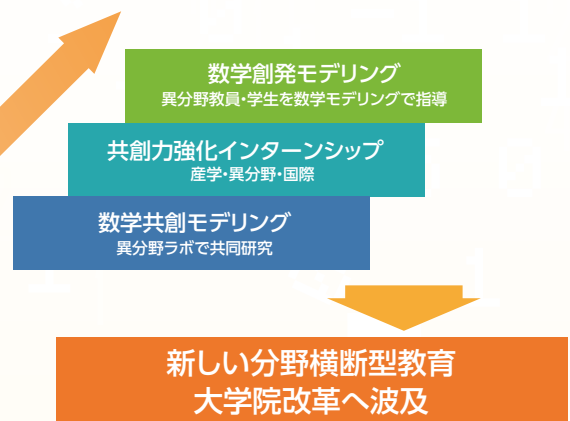 数学創発モデリング
異分野教員・学生を数学モデリングで指導
共創力強化インターンシップ
産学・異分野・国際
数学共創モデリング
異分野ラボで共同研究
新しい分野横断型教育
大学院改革へ波及